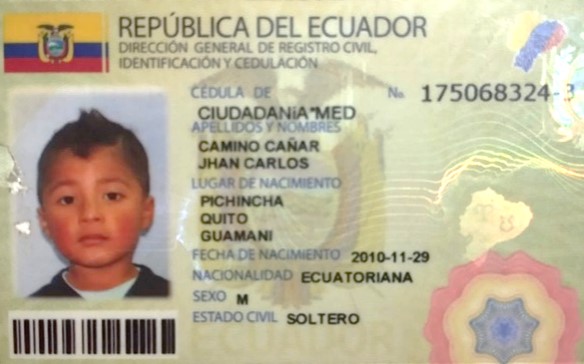 REPÚBLICA DEL ECUADOR
DIRECCIÓN GENERAL DE REGISTRO CIVIL,
IDENTIFICACIÓN Y CEDULACIÓN
CÉDULA DE No. 175068324-3
CIUDADANíA*MED
APELLIDOS Y NOMBRES
CAMINO CAÑAR
JHAN CARLOS
LUGAR DE NACIMIENTO
PICHINCHA
QUITO
GUAMANI
FECHA DE NACIMIENTO 2010-11-29
NACIONALIDAD ECUATORIANA
SEXO M
ESTADO CIVIL SOLTERO
ECUADOR